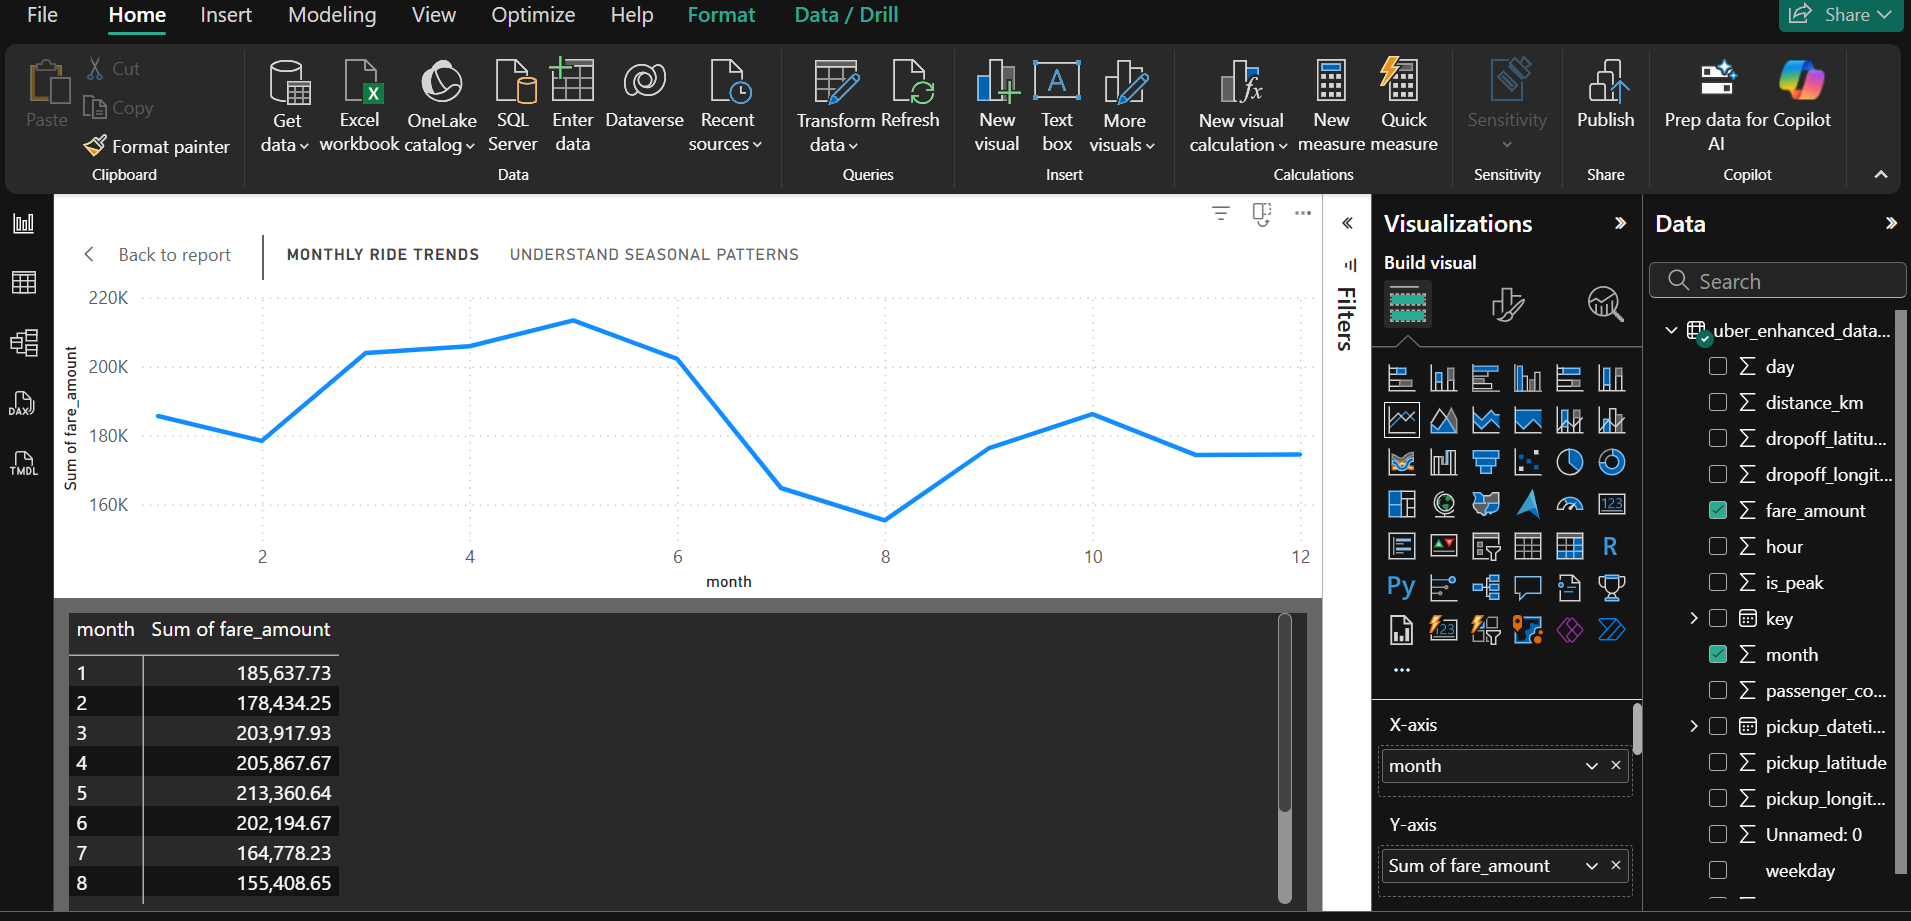 File Home Insert Modeling View Optimize Help Format Data / Drill Share
Paste
Cut
Copy
Format painter
Clipboard
Get data
Excel workbook
OneLake catalog
SQL Server
Enter data
Dataverse
Recent sources
Data
Transform data
Refresh
Queries
New visual
Text box
A
More visuals
Insert
New visual calculation
New measure
Quick measure
Calculations
Sensitivity
Sensitivity
Publish
Share
Prep data for AI
Copilot
Copilot
DAX
TMDL
Back to report
MONTHLY RIDE TRENDS
UNDERSTAND SEASONAL PATTERNS
Sum of fare_amount
220K
200K
180K
160K
2 4 6 8 10 12
month
month Sum of fare_amount
1 185,637.73
2 178,434.25
3 203,917.93
4 205,867.67
5 213,360.64
6 202,194.67
7 164,778.23
8 155,408.65
Filters
Visualizations
Build visual
123
R
Py
123
...
X-axis
month
Y-axis
Sum of fare_amount
Data
Search
uber_enhanced_data...
day
distance_km
dropoff_latitu...
dropoff_longit...
fare_amount
hour
is_peak
key
month
passenger_co...
pickup_dateti...
pickup_latitude
pickup_longit...
Unnamed: 0
weekday